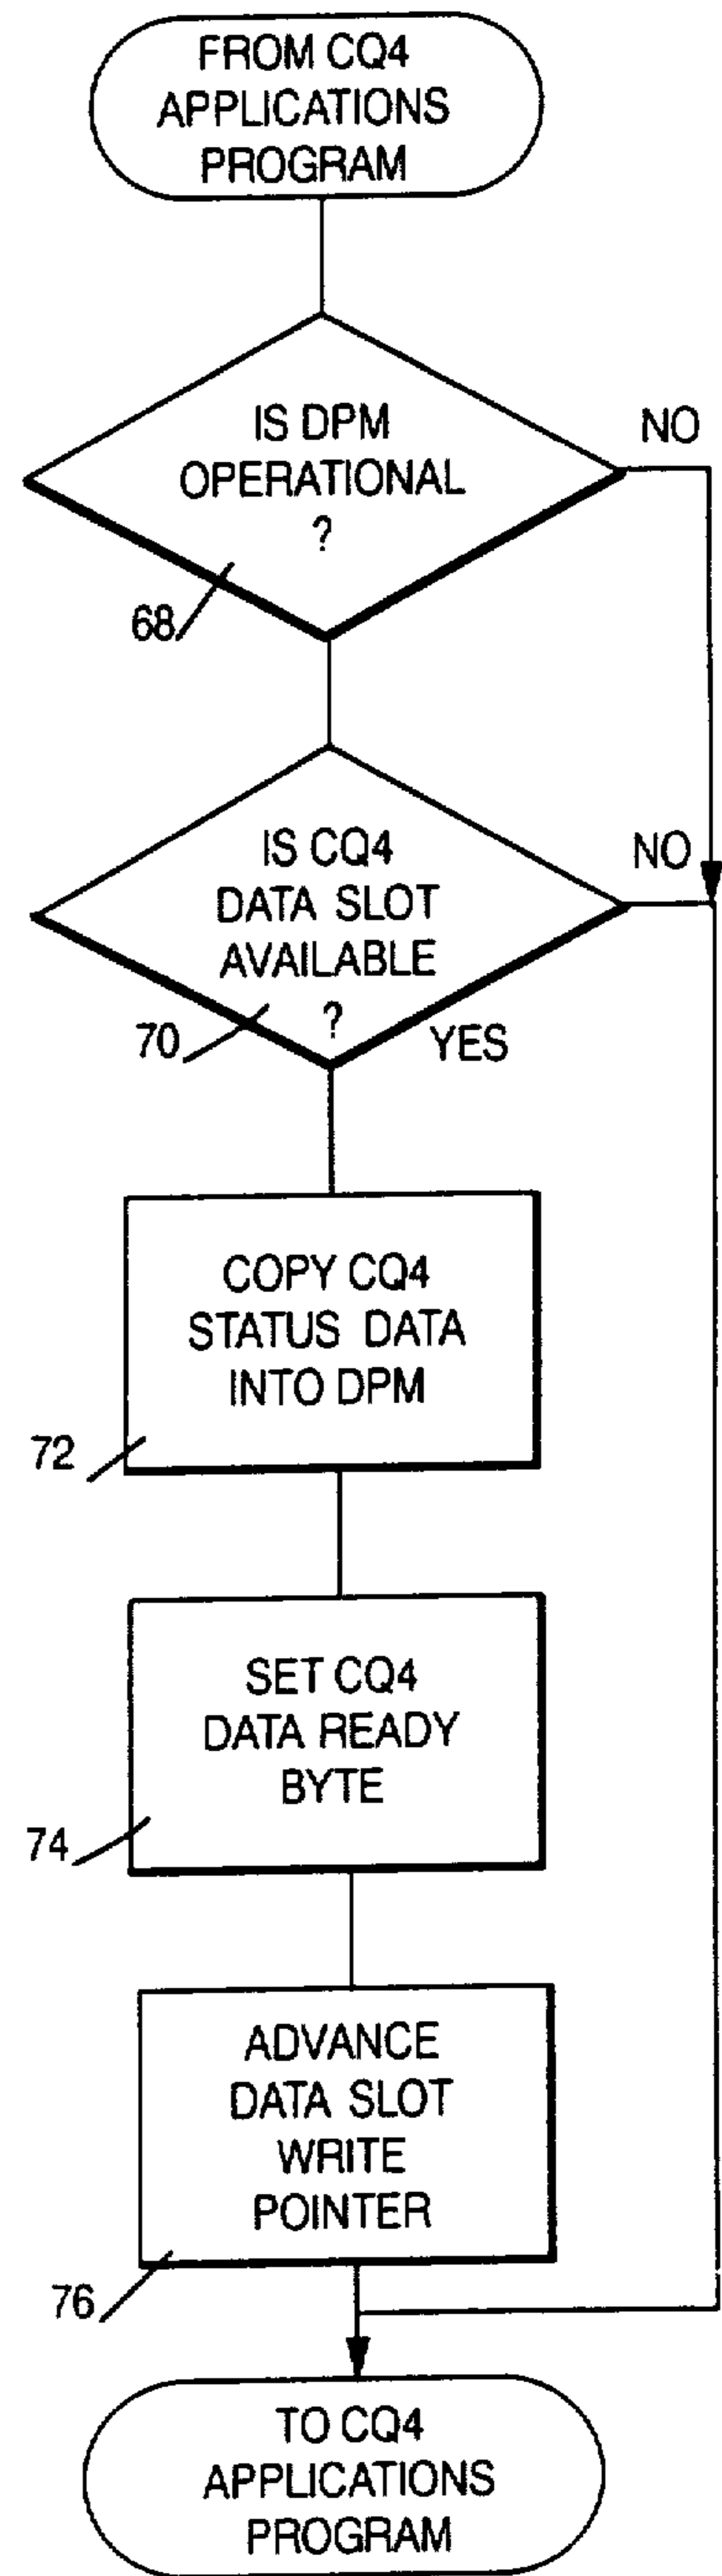 FROM CQ4
APPLICATIONS
PROGRAM
IS DPM
OPERATIONAL
?
NO
68
IS CQ4
DATA SLOT
AVAILABLE
?
NO
70
YES
COPY CQ4
STATUS DATA
INTO DPM
72
SET CQ4
DATA READY
BYTE
74
ADVANCE
DATA SLOT
WRITE
POINTER
76
TO CQ4
APPLICATIONS
PROGRAM